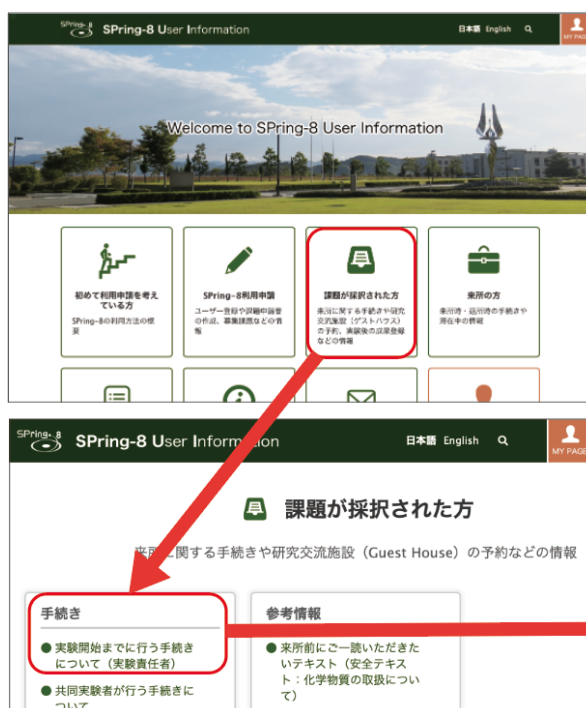 SPring-8
SPring-8 User Information
日本語 English
MY PAGE
Welcome to SPring-8 User Information
初めて利用申請を考え
ている方
SPring-8の利用方法の概
要
SPring-8利用申請
ユーザー登録や課題申請書
の作成、募集課題などの情
報
課題が採択された方
来所に関する手続きや研究
交流施設(ゲストハウス)
の予約、実験後の成果登録
などの情報
来所の方
来所時・退所時の手続きや
滞在中の情報
SPring-8
SPring-8 User Information
日本語 English
MY PAGE
課題が採択された方
来所に関する手続きや研究交流施設(Guest House)の予約などの情報
手続き
● 実験開始までに行う手続き
について(実験責任者)
● 共同実験者が行う手続きに
ついて
参考情報
● 来所前にご一読いただきた
いテキスト(安全テキス
ト:化学物質の取扱につい
て)